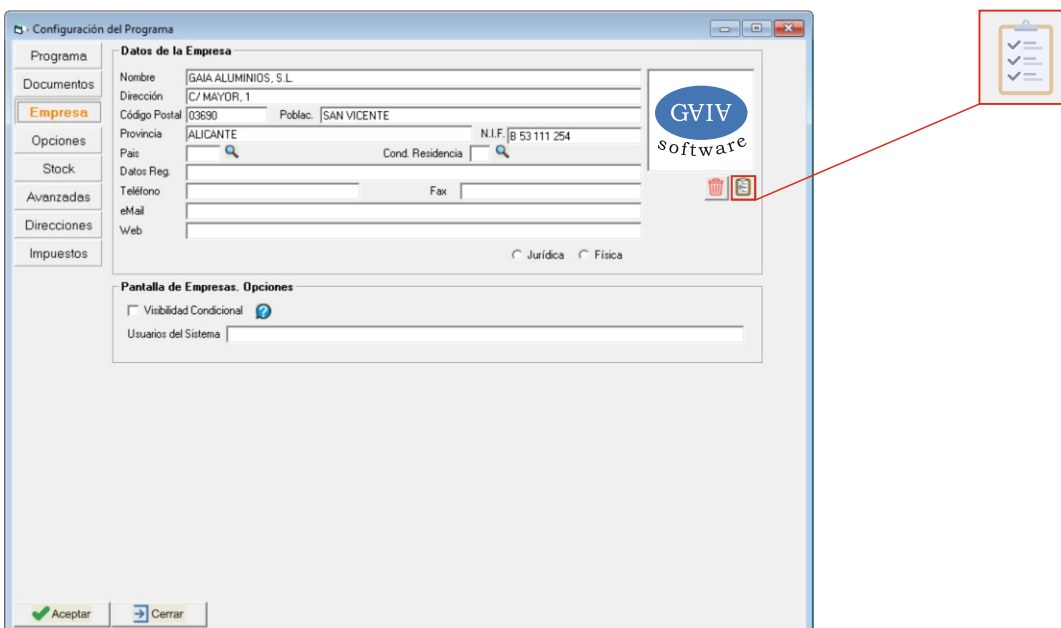 Configuración del Programa
Programa
Documentos
Empresa
Opciones
Stock
Avanzadas
Direcciones
Impuestos
Datos de la Empresa
Nombre GAIA ALUMINIOS, S.L.
Dirección C/ MAYOR, 1
Código Postal 03690 Poblac. SAN VICENTE
Provincia ALICANTE N.I.F. B 53 111 254
Pais Cond. Residencia
Datos Reg.
Teléfono Fax
eMail
Web
Jurídica Física
GAIA
software
Pantalla de Empresas. Opciones
Visibilidad Condicional
Usuarios del Sistema
Aceptar Cerrar